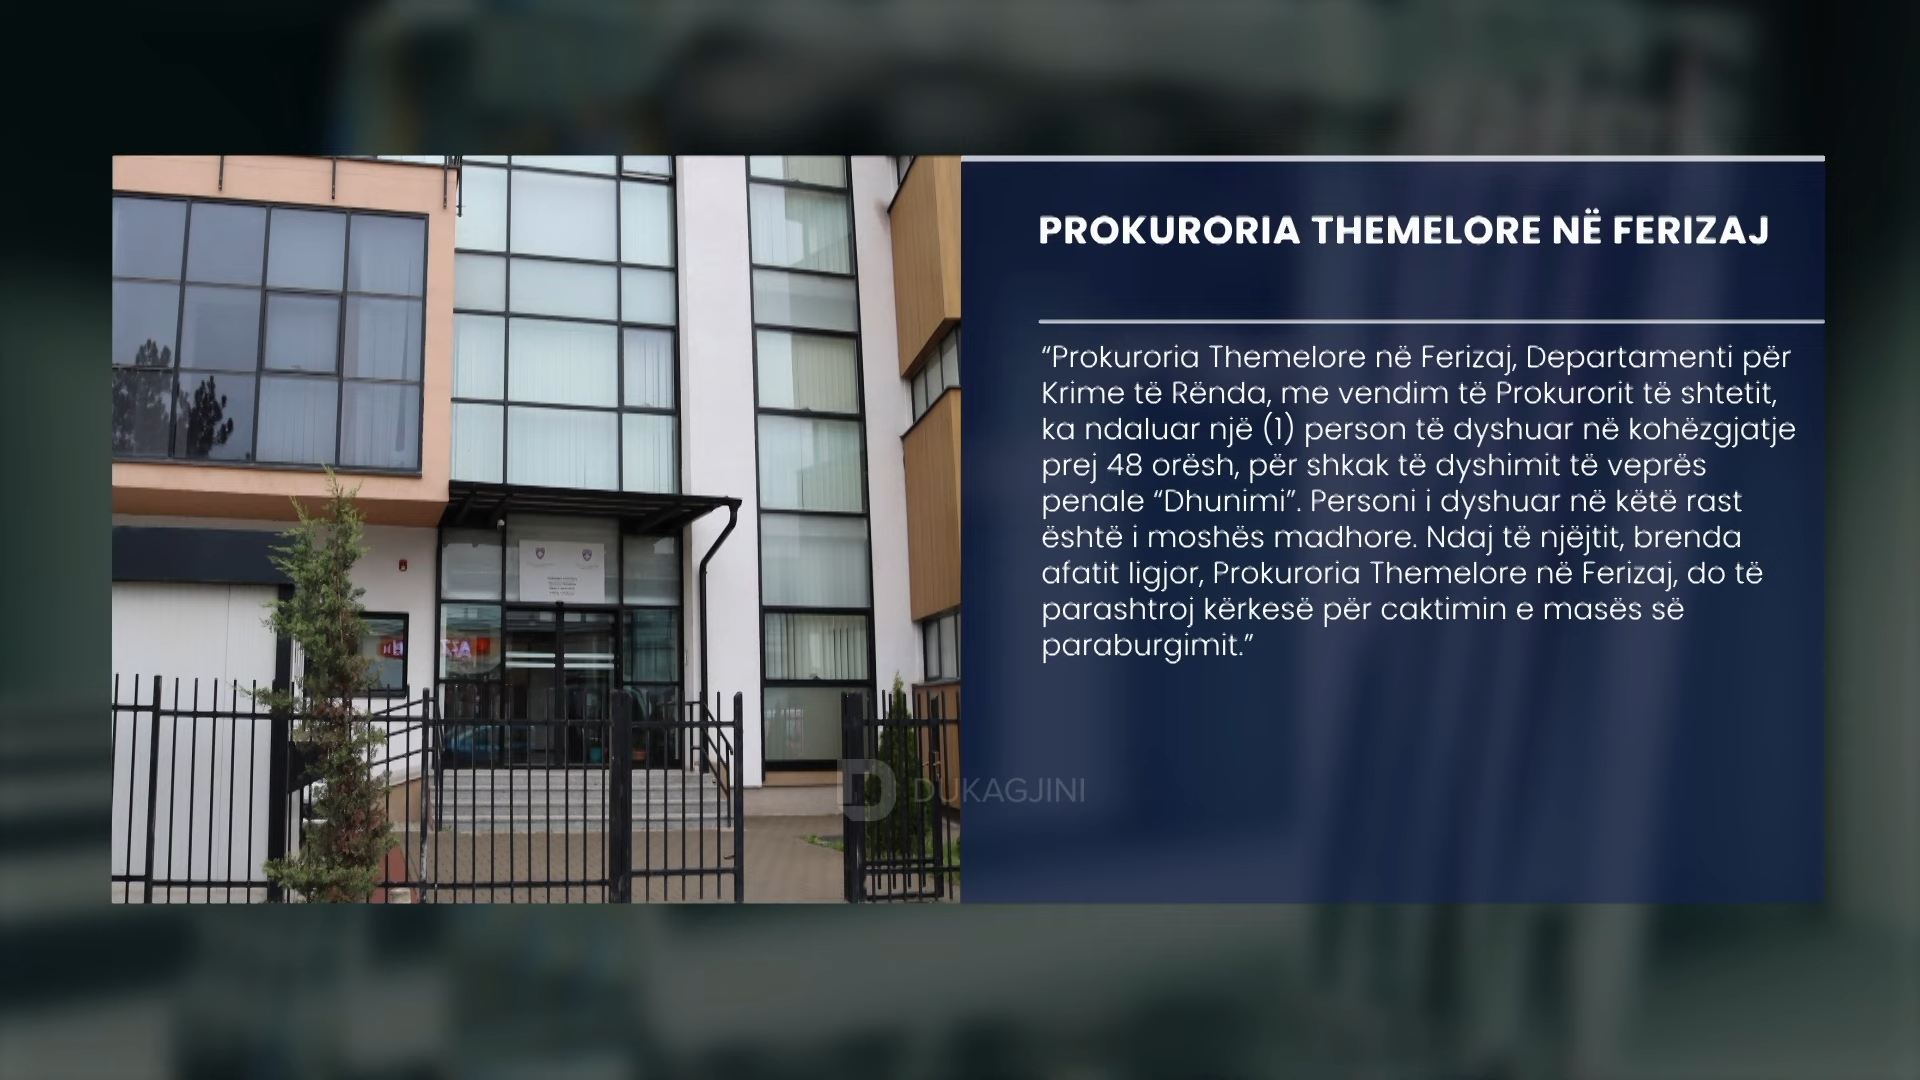 PROKURORIA THEMELORE NË FERIZAJ
“Prokuroria Themelore në Ferizaj, Departamenti për
Krime të Rënda, me vendim të Prokurorit të shtetit,
ka ndaluar një (1) person të dyshuar në kohëzgjatje
prej 48 orësh, për shkak të dyshimit të veprës
penale “Dhunimi”. Personi i dyshuar në këtë rast
është i moshës madhore. Ndaj të njëjtit, brenda
afatit ligjor, Prokuroria Themelore në Ferizaj, do të
parashtroj kërkesë për caktimin e masës së
paraburgimit.”
DUKAGJINI